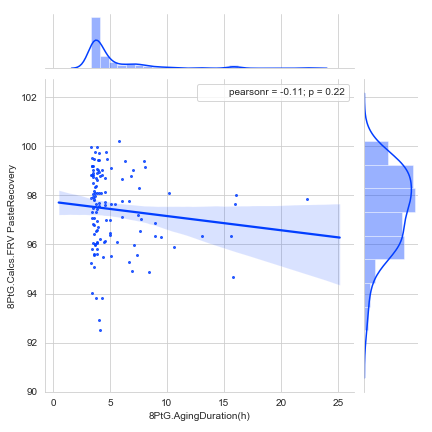 pearsonr = -0.11; p = 0.22
102
100
98
96
94
92
90
8PtG.Calcs.FRV PasteRecovery
0 5 10 15 20 25
8PtG.AgingDuration(h)